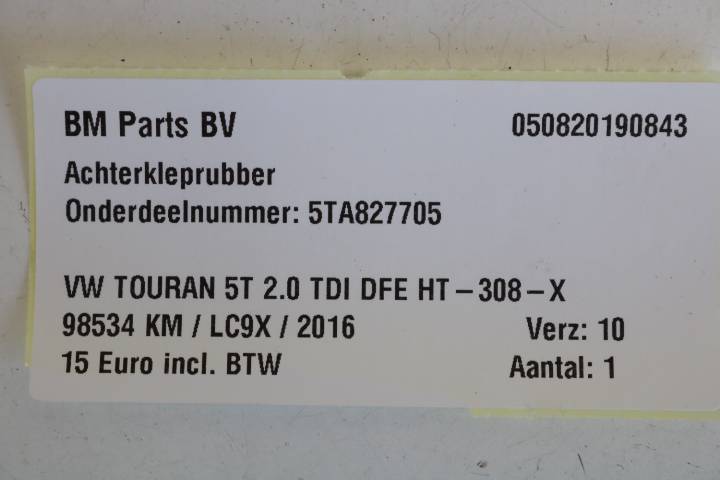 BM Parts BV 050820190843
Achterkleprubber
Onderdeelnummer: 5TA827705
VW TOURAN 5T 2.0 TDI DFE HT-308-X
98534 KM / LC9X / 2016 Verz: 10
15 Euro incl. BTW Aantal: 1